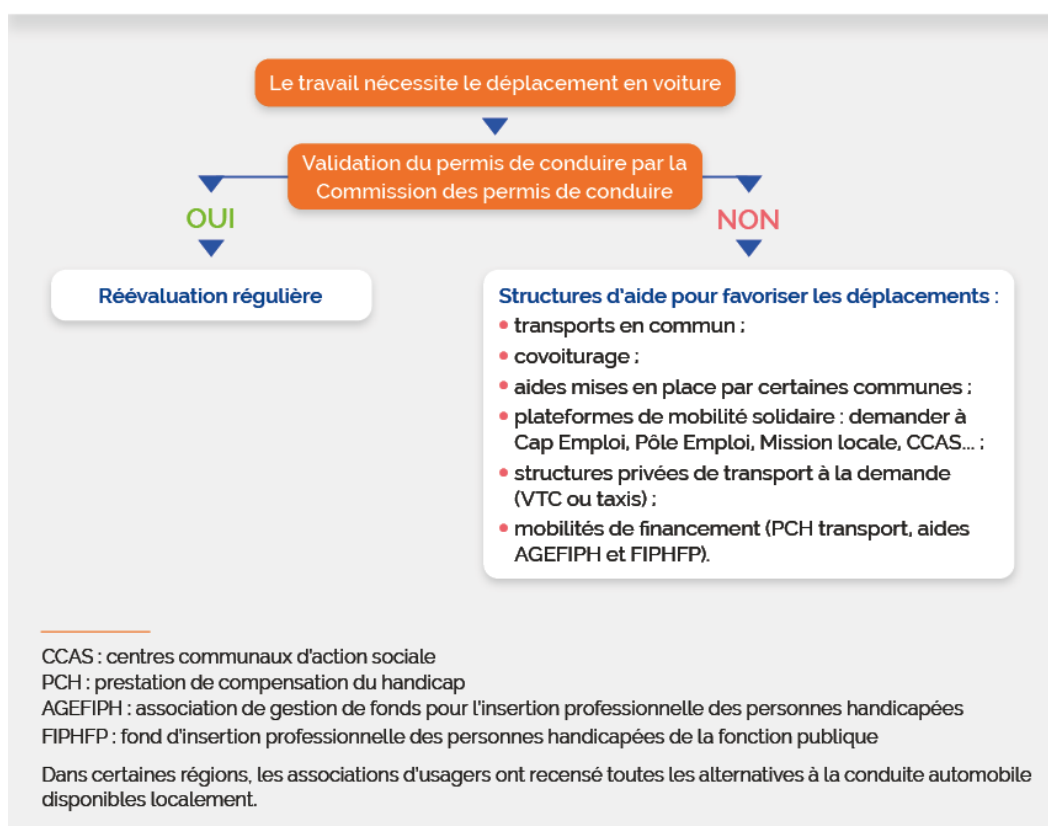 Le travail nécessite le déplacement en voiture
Validation du permis de conduire par la
Commission des permis de conduire
OUI
NON
Réévaluation régulière
Structures d'aide pour favoriser les déplacements :
• transports en commun ;
• covoiturage ;
• aides mises en place par certaines communes ;
• plateformes de mobilité solidaire : demander à
Cap Emploi, Pôle Emploi, Mission locale, CCAS... ;
• structures privées de transport à la demande
(VTC ou taxis) ;
• mobilités de financement (PCH transport, aides
AGEFIPH et FIPHFP).
CCAS : centres communaux d'action sociale
PCH : prestation de compensation du handicap
AGEFIPH : association de gestion de fonds pour l'insertion professionnelle des personnes handicapées
FIPHFP : fond d'insertion professionnelle des personnes handicapées de la fonction publique
Dans certaines régions, les associations d'usagers ont recensé toutes les alternatives à la conduite automobile
disponibles localement.